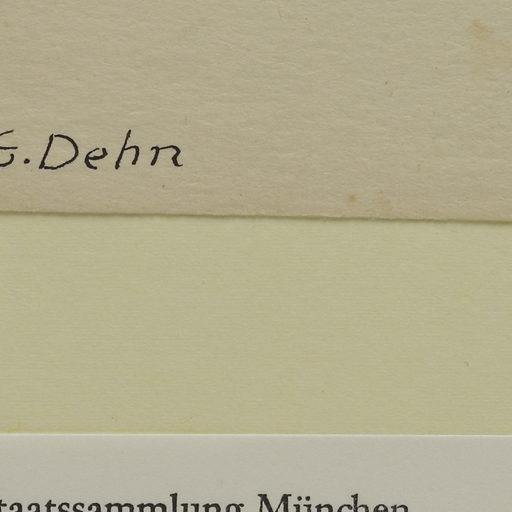 G. Dehn
taatssammlung München